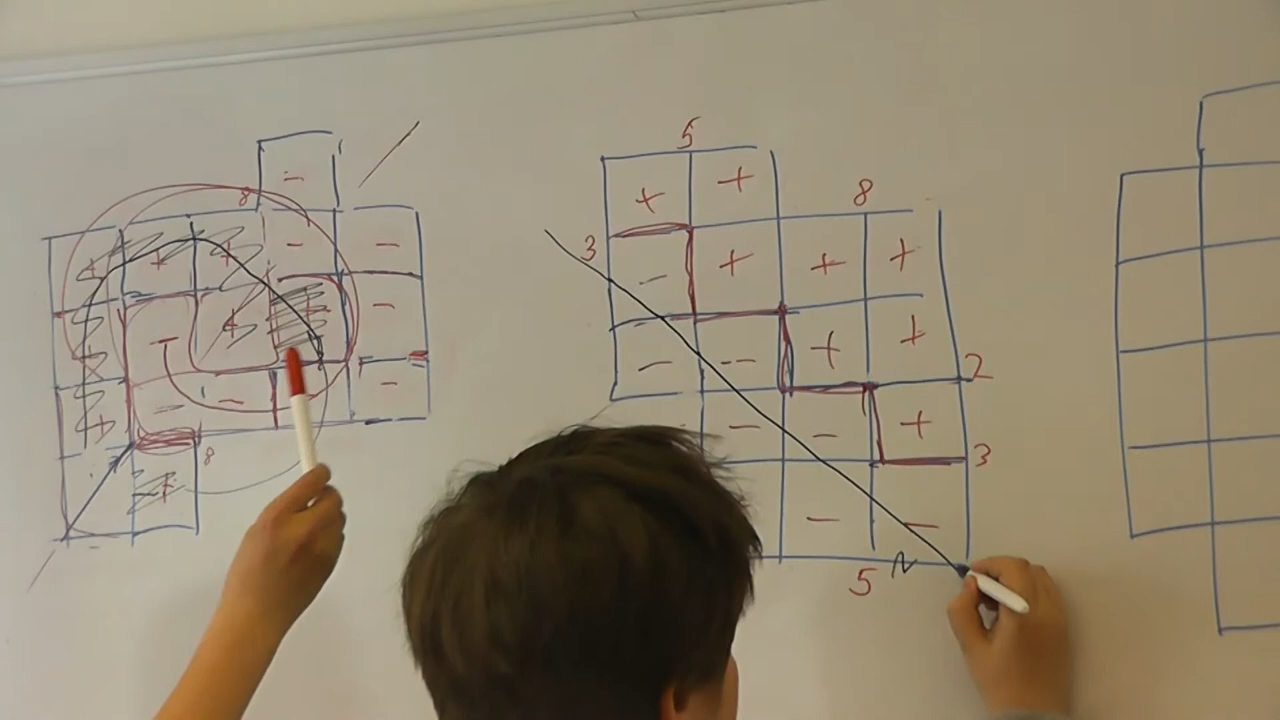 -
8 - -
+ + + - -
+ + -
- - -
+ 8
+
-
5
+ + 8
3 - + + +
- -- + + 2
- - + 3
- -
5 N